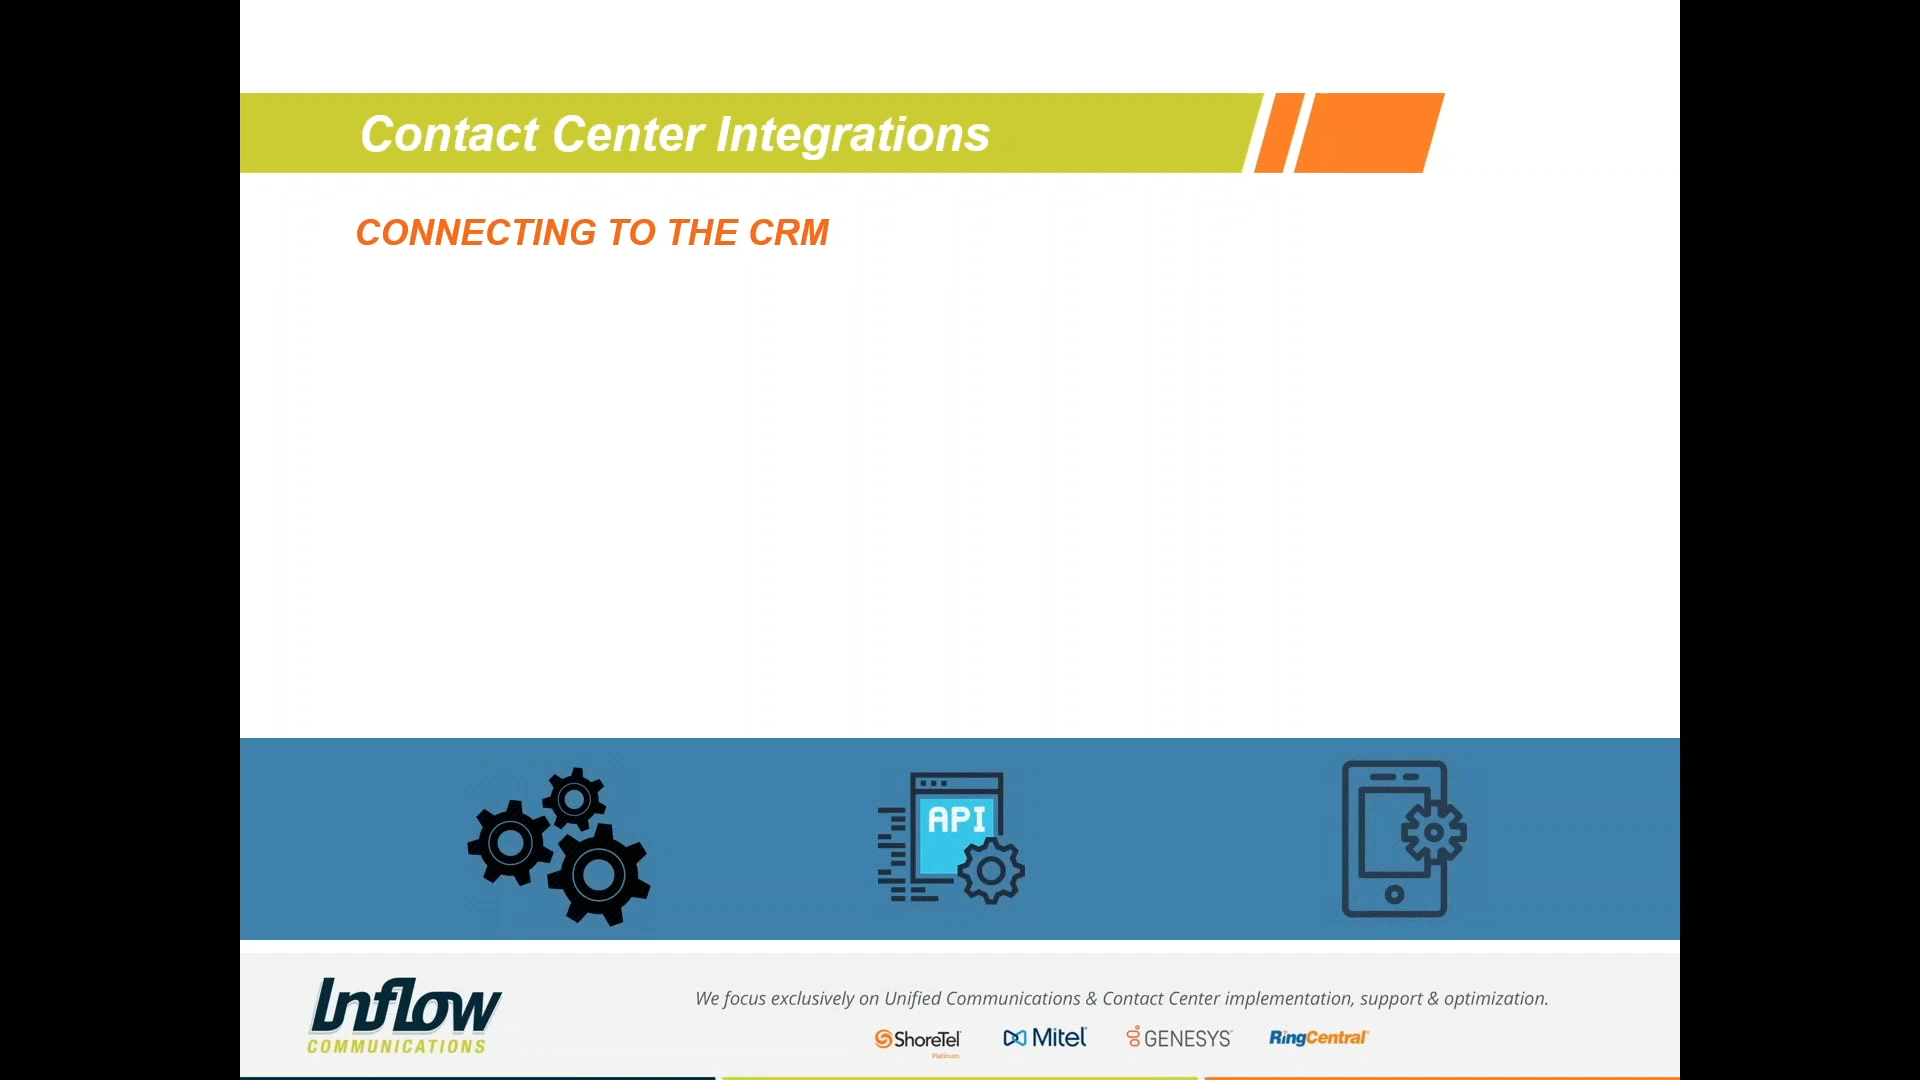 Contact Center Integrations
CONNECTING TO THE CRM
API
Inflow
COMMUNICATIONS
We focus exclusively on Unified Communications & Contact Center implementation, support & optimization.
ShoreTel
Platinum
Mitel
GENESYS
RingCentral